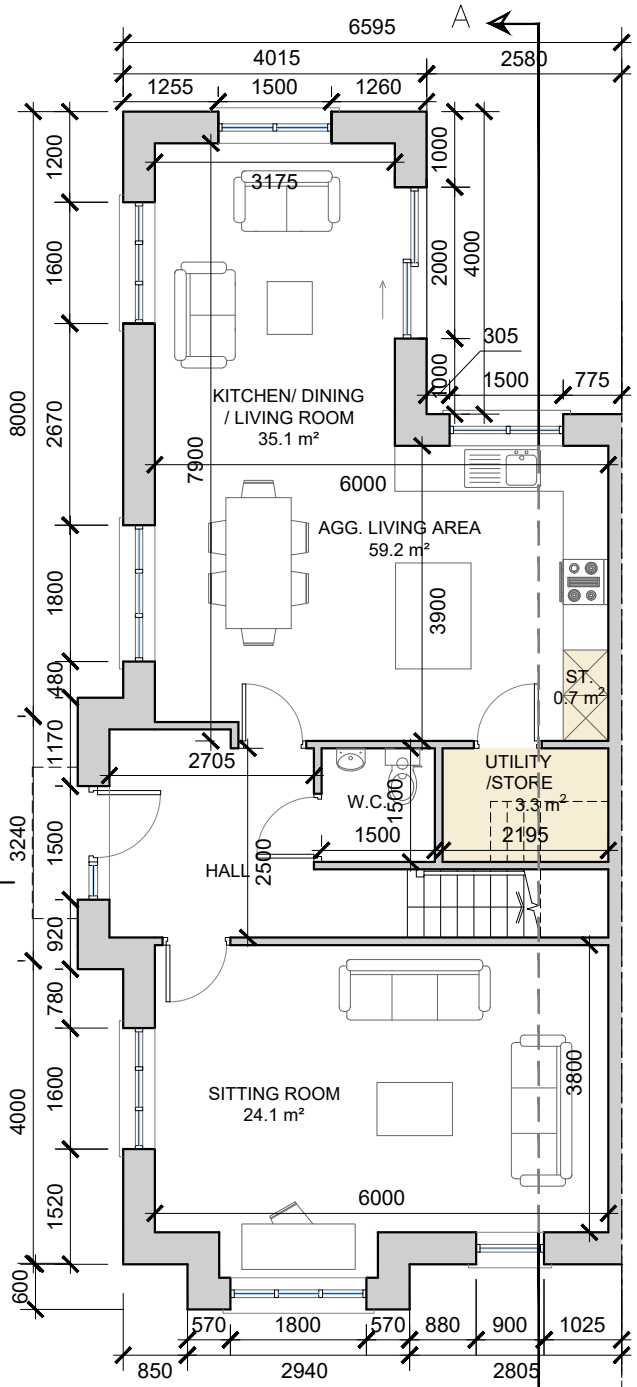 A
6595
4015 2580
1255 1500 1260
1200
1600
2670
1800
480
1170
1500
920
780
1600
1520
8000
3240
4000
600
3175
1000
2000
4000
1000
305
1500 775
KITCHEN/ DINING
/ LIVING ROOM
35.1 m²
7900
6000
AGG. LIVING AREA
59.2 m²
3900
ST.
0.7 m²
2705
W.C.
1500
1500
UTILITY
/STORE
3.3 m²
2195
HALL
2500
SITTING ROOM
24.1 m²
3800
6000
570 1800 570 880 900 1025
850 2940 2805